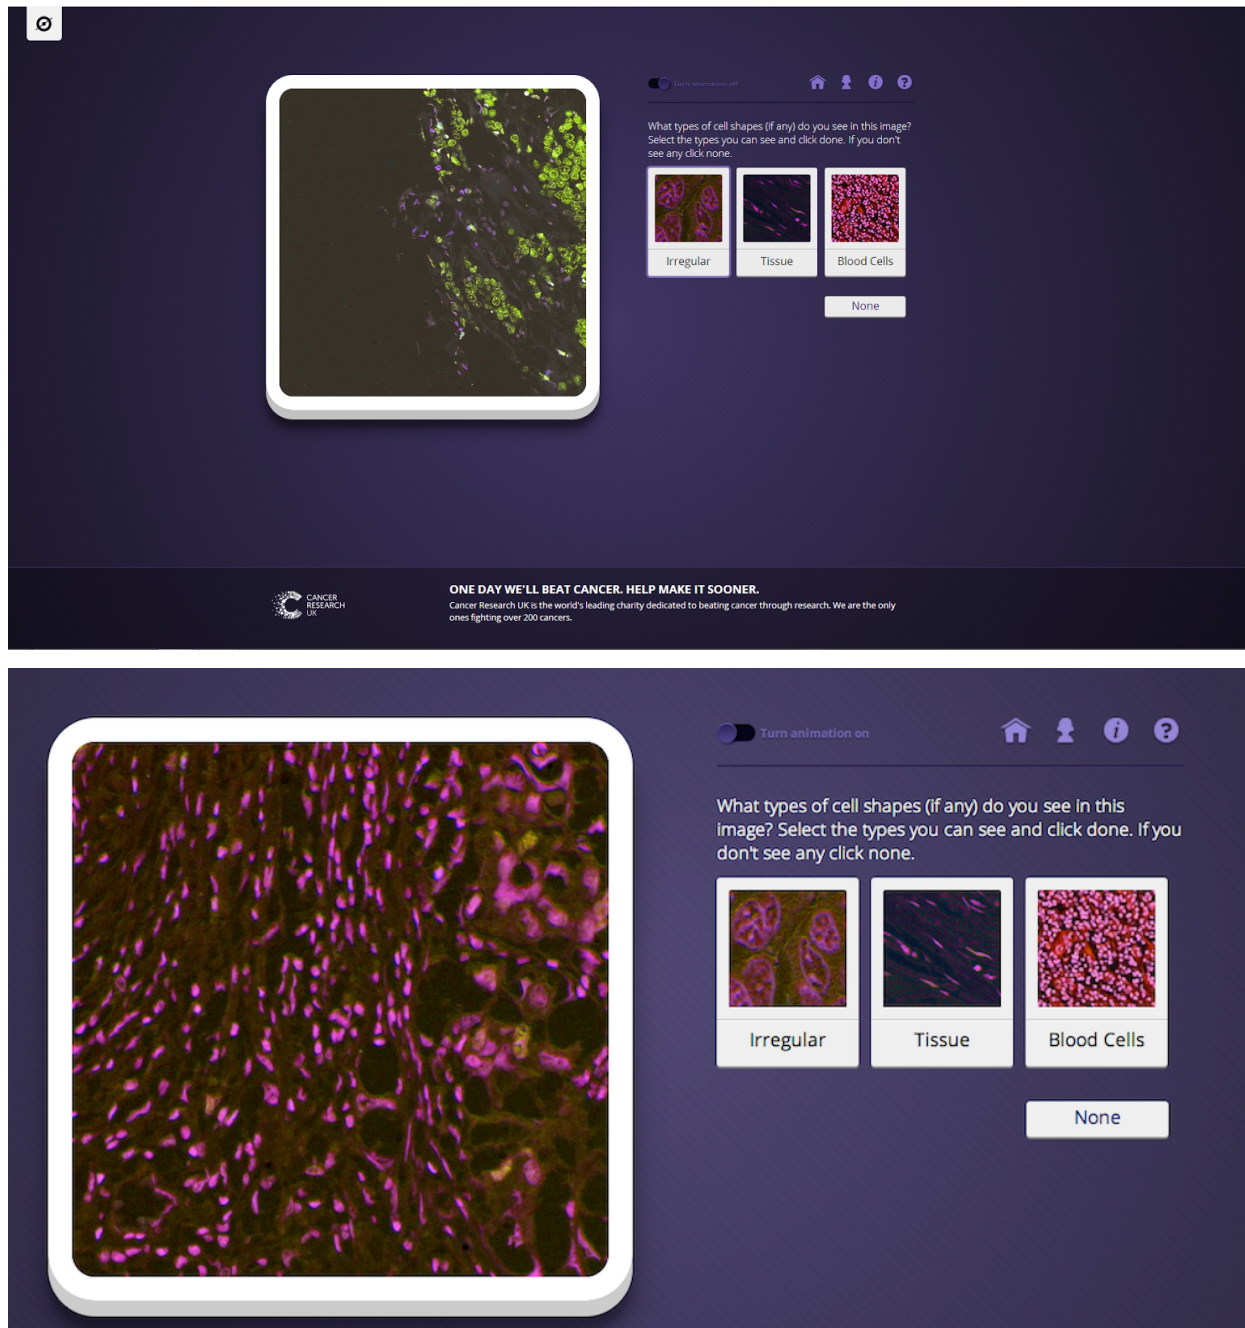 Turn animation off
What types of cell shapes (if any) do you see in this image?
Select the types you can see and click done. If you don't
see any click none.
Irregular
Tissue
Blood Cells
None
CANCER
RESEARCH
UK
ONE DAY WE'LL BEAT CANCER. HELP MAKE IT SOONER.
Cancer Research UK is the world's leading charity dedicated to beating cancer through research. We are the only
ones fighting over 200 cancers.
Turn animation on
What types of cell shapes (if any) do you see in this
image? Select the types you can see and click done. If you
don't see any click none.
Irregular
Tissue
Blood Cells
None